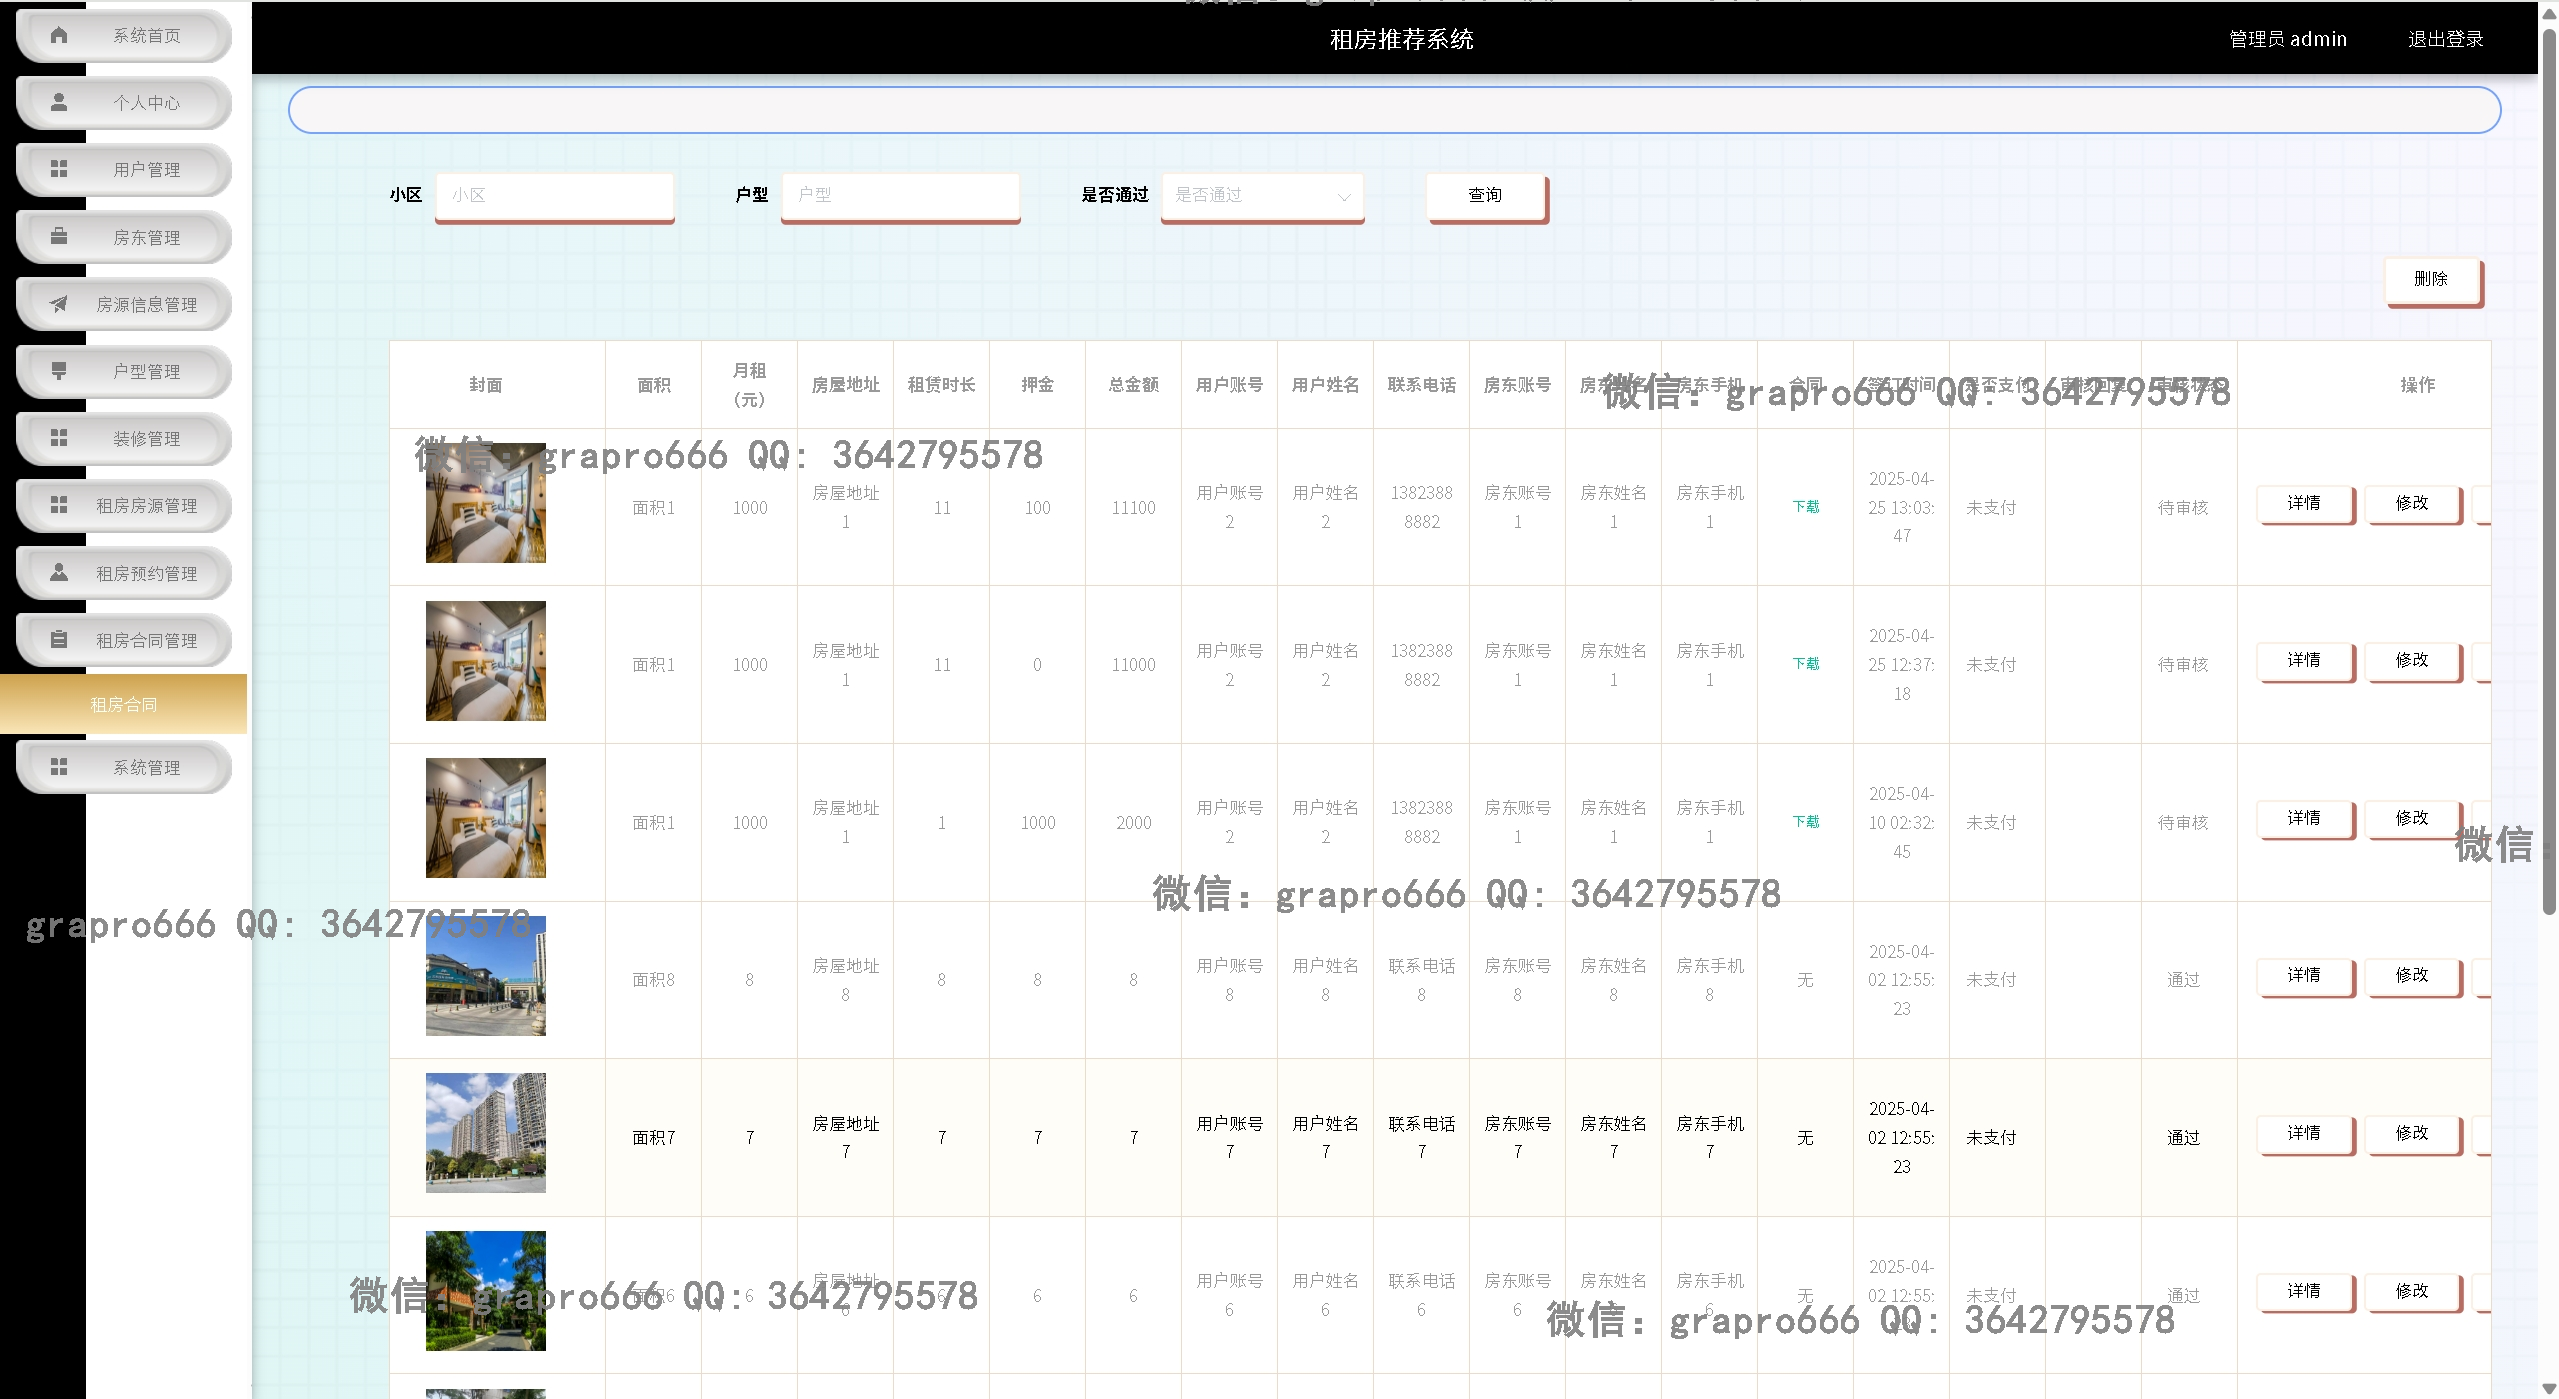 租房推荐系统
管理员 admin
退出登录
系统首页
个人中心
用户管理
房东管理
房源信息管理
户型管理
装修管理
租房房源管理
租房预约管理
租房合同管理
租房合同
系统管理
小区 小区 户型 户型 是否通过 是否通过 查询
删除
封面 面积 月租(元) 房屋地址 租赁时长 押金 总金额 用户账号 用户姓名 联系电话 房东账号 房东姓名 房东手机 合同 签订时间 是否支付 审核回复 审核状态 操作
面积1 1000 房屋地址1 11 100 11100 用户账号2 用户姓名2 13823888882 房东账号1 房东姓名1 房东手机1 下载 2025-04-25 13:03:47 未支付 待审核 详情 修改
面积1 1000 房屋地址1 11 0 11000 用户账号2 用户姓名2 13823888882 房东账号1 房东姓名1 房东手机1 下载 2025-04-25 12:37:18 未支付 待审核 详情 修改
面积1 1000 房屋地址1 1 1000 2000 用户账号2 用户姓名2 13823888882 房东账号1 房东姓名1 房东手机1 下载 2025-04-10 02:32:45 未支付 待审核 详情 修改
面积8 8 房屋地址8 8 8 8 用户账号8 用户姓名8 联系电话8 房东账号8 房东姓名8 房东手机8 无 2025-04-02 12:55:23 未支付 通过 详情 修改
面积7 7 房屋地址7 7 7 7 用户账号7 用户姓名7 联系电话7 房东账号7 房东姓名7 房东手机7 无 2025-04-02 12:55:23 未支付 通过 详情 修改
面积6 6 房屋地址6 6 6 6 用户账号6 用户姓名6 联系电话6 房东账号6 房东姓名6 房东手机6 无 2025-04-02 12:55: 未支付 通过 详情 修改
微信: grapro666 QQ: 3642795578
微信: grapro666 QQ: 3642795578
微信:
微信: grapro666 QQ: 3642795578
grapro666 QQ: 3642795578
微信: grapro666 QQ: 3642795578
微信: grapro666 QQ: 3642795578